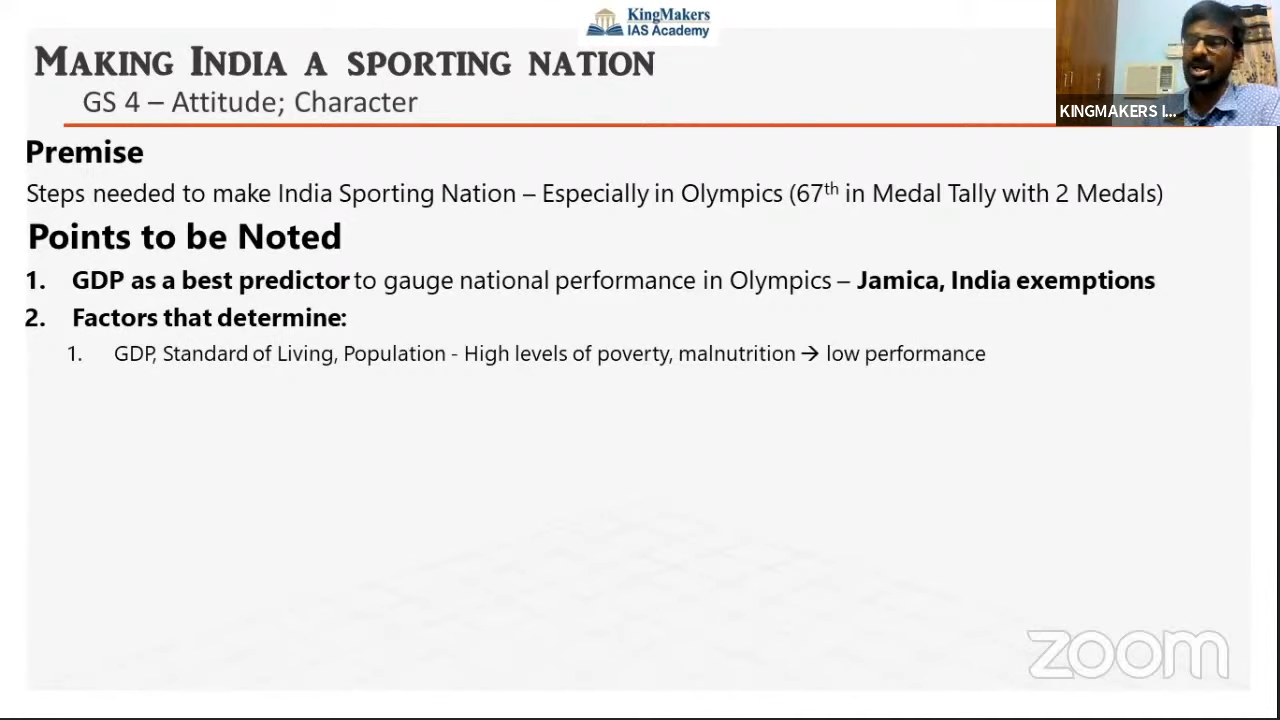 KingMakers
IAS Academy
MAKING INDIA A SPORTING NATION
GS 4 – Attitude; Character
KINGMAKERS I...
Premise
Steps needed to make India Sporting Nation – Especially in Olympics (67th in Medal Tally with 2 Medals)
Points to be Noted
1. GDP as a best predictor to gauge national performance in Olympics – Jamica, India exemptions
2. Factors that determine:
1. GDP, Standard of Living, Population - High levels of poverty, malnutrition → low performance
zoom